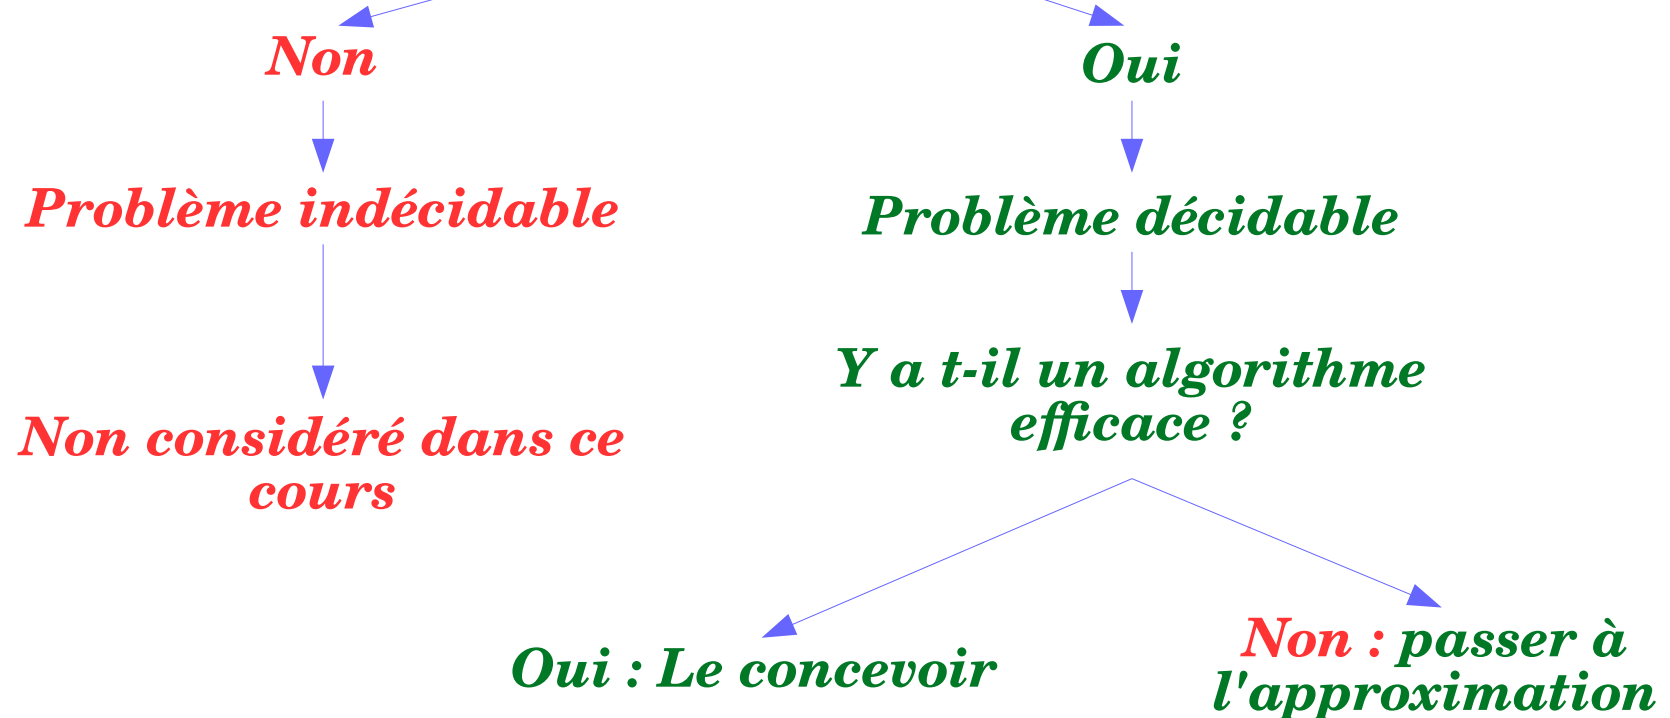 Non
Oui
Problème indécidable
Problème décidable
Y a t-il un algorithme
efficace ?
Non considéré dans ce
cours
Oui : Le concevoir
Non : passer à
l'approximation